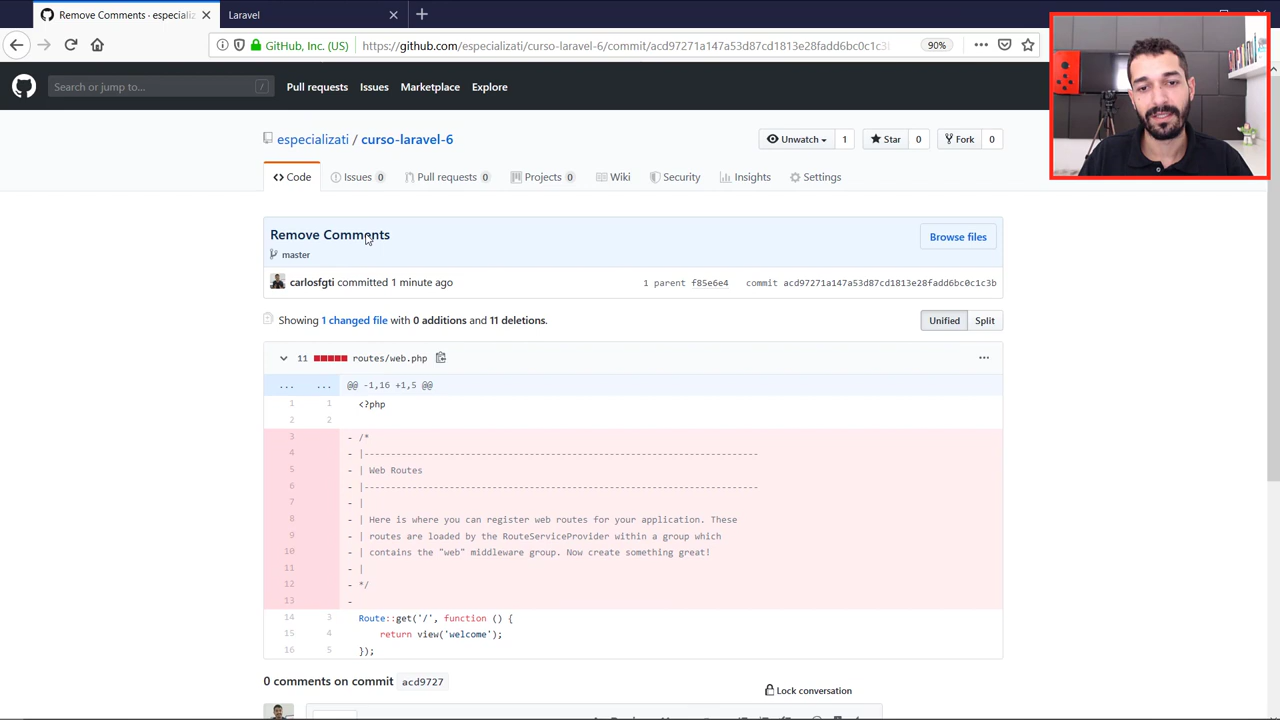 Remove Comments - especializ
Laravel
GitHub, Inc. (US)
https://github.com/especializati/curso-laravel-6/commit/acd97271a147a53d87cd1813e28fadd6bc0c1c3
90%
Search or jump to...
/
Pull requests
Issues
Marketplace
Explore
especializati / curso-laravel-6
Unwatch 1
Star 0
Fork 0
<> Code
Issues 0
Pull requests 0
Projects 0
Wiki
Security
Insights
Settings
Remove Comments
Browse files
master
carlosfgti committed 1 minute ago
1 parent f85e6e4 commit acd97271a147a53d87cd1813e28fadd6bc0c1c3b
Showing 1 changed file with 0 additions and 11 deletions.
Unified Split
11 routes/web.php
... ... @@ -1,16 +1,5 @@
1 1 <?php
2 2
3 - /*
4 - |--------------------------------------------------------------------------
5 - | Web Routes
6 - |--------------------------------------------------------------------------
7 - |
8 - | Here is where you can register web routes for your application. These
9 - | routes are loaded by the RouteServiceProvider within a group which
10 - | contains the "web" middleware group. Now create something great!
11 - |
12 - */
13 -
14 3 Route::get('/', function () {
15 4 return view('welcome');
16 5 });
0 comments on commit acd9727
Lock conversation